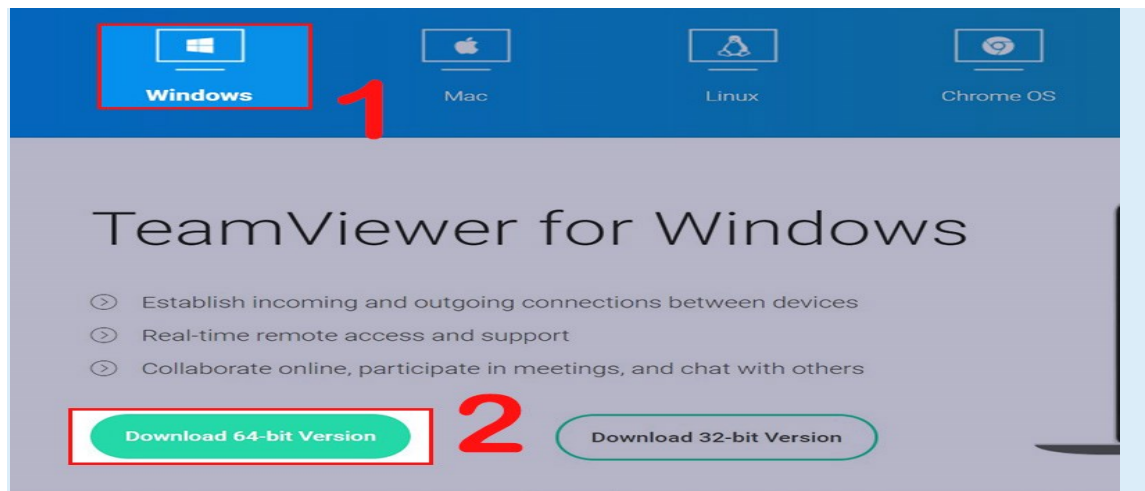 Windows
Mac
Linux
Chrome OS
1
TeamViewer for Windows
Establish incoming and outgoing connections between devices
Real-time remote access and support
Collaborate online, participate in meetings, and chat with others
Download 64-bit Version
2
Download 32-bit Version